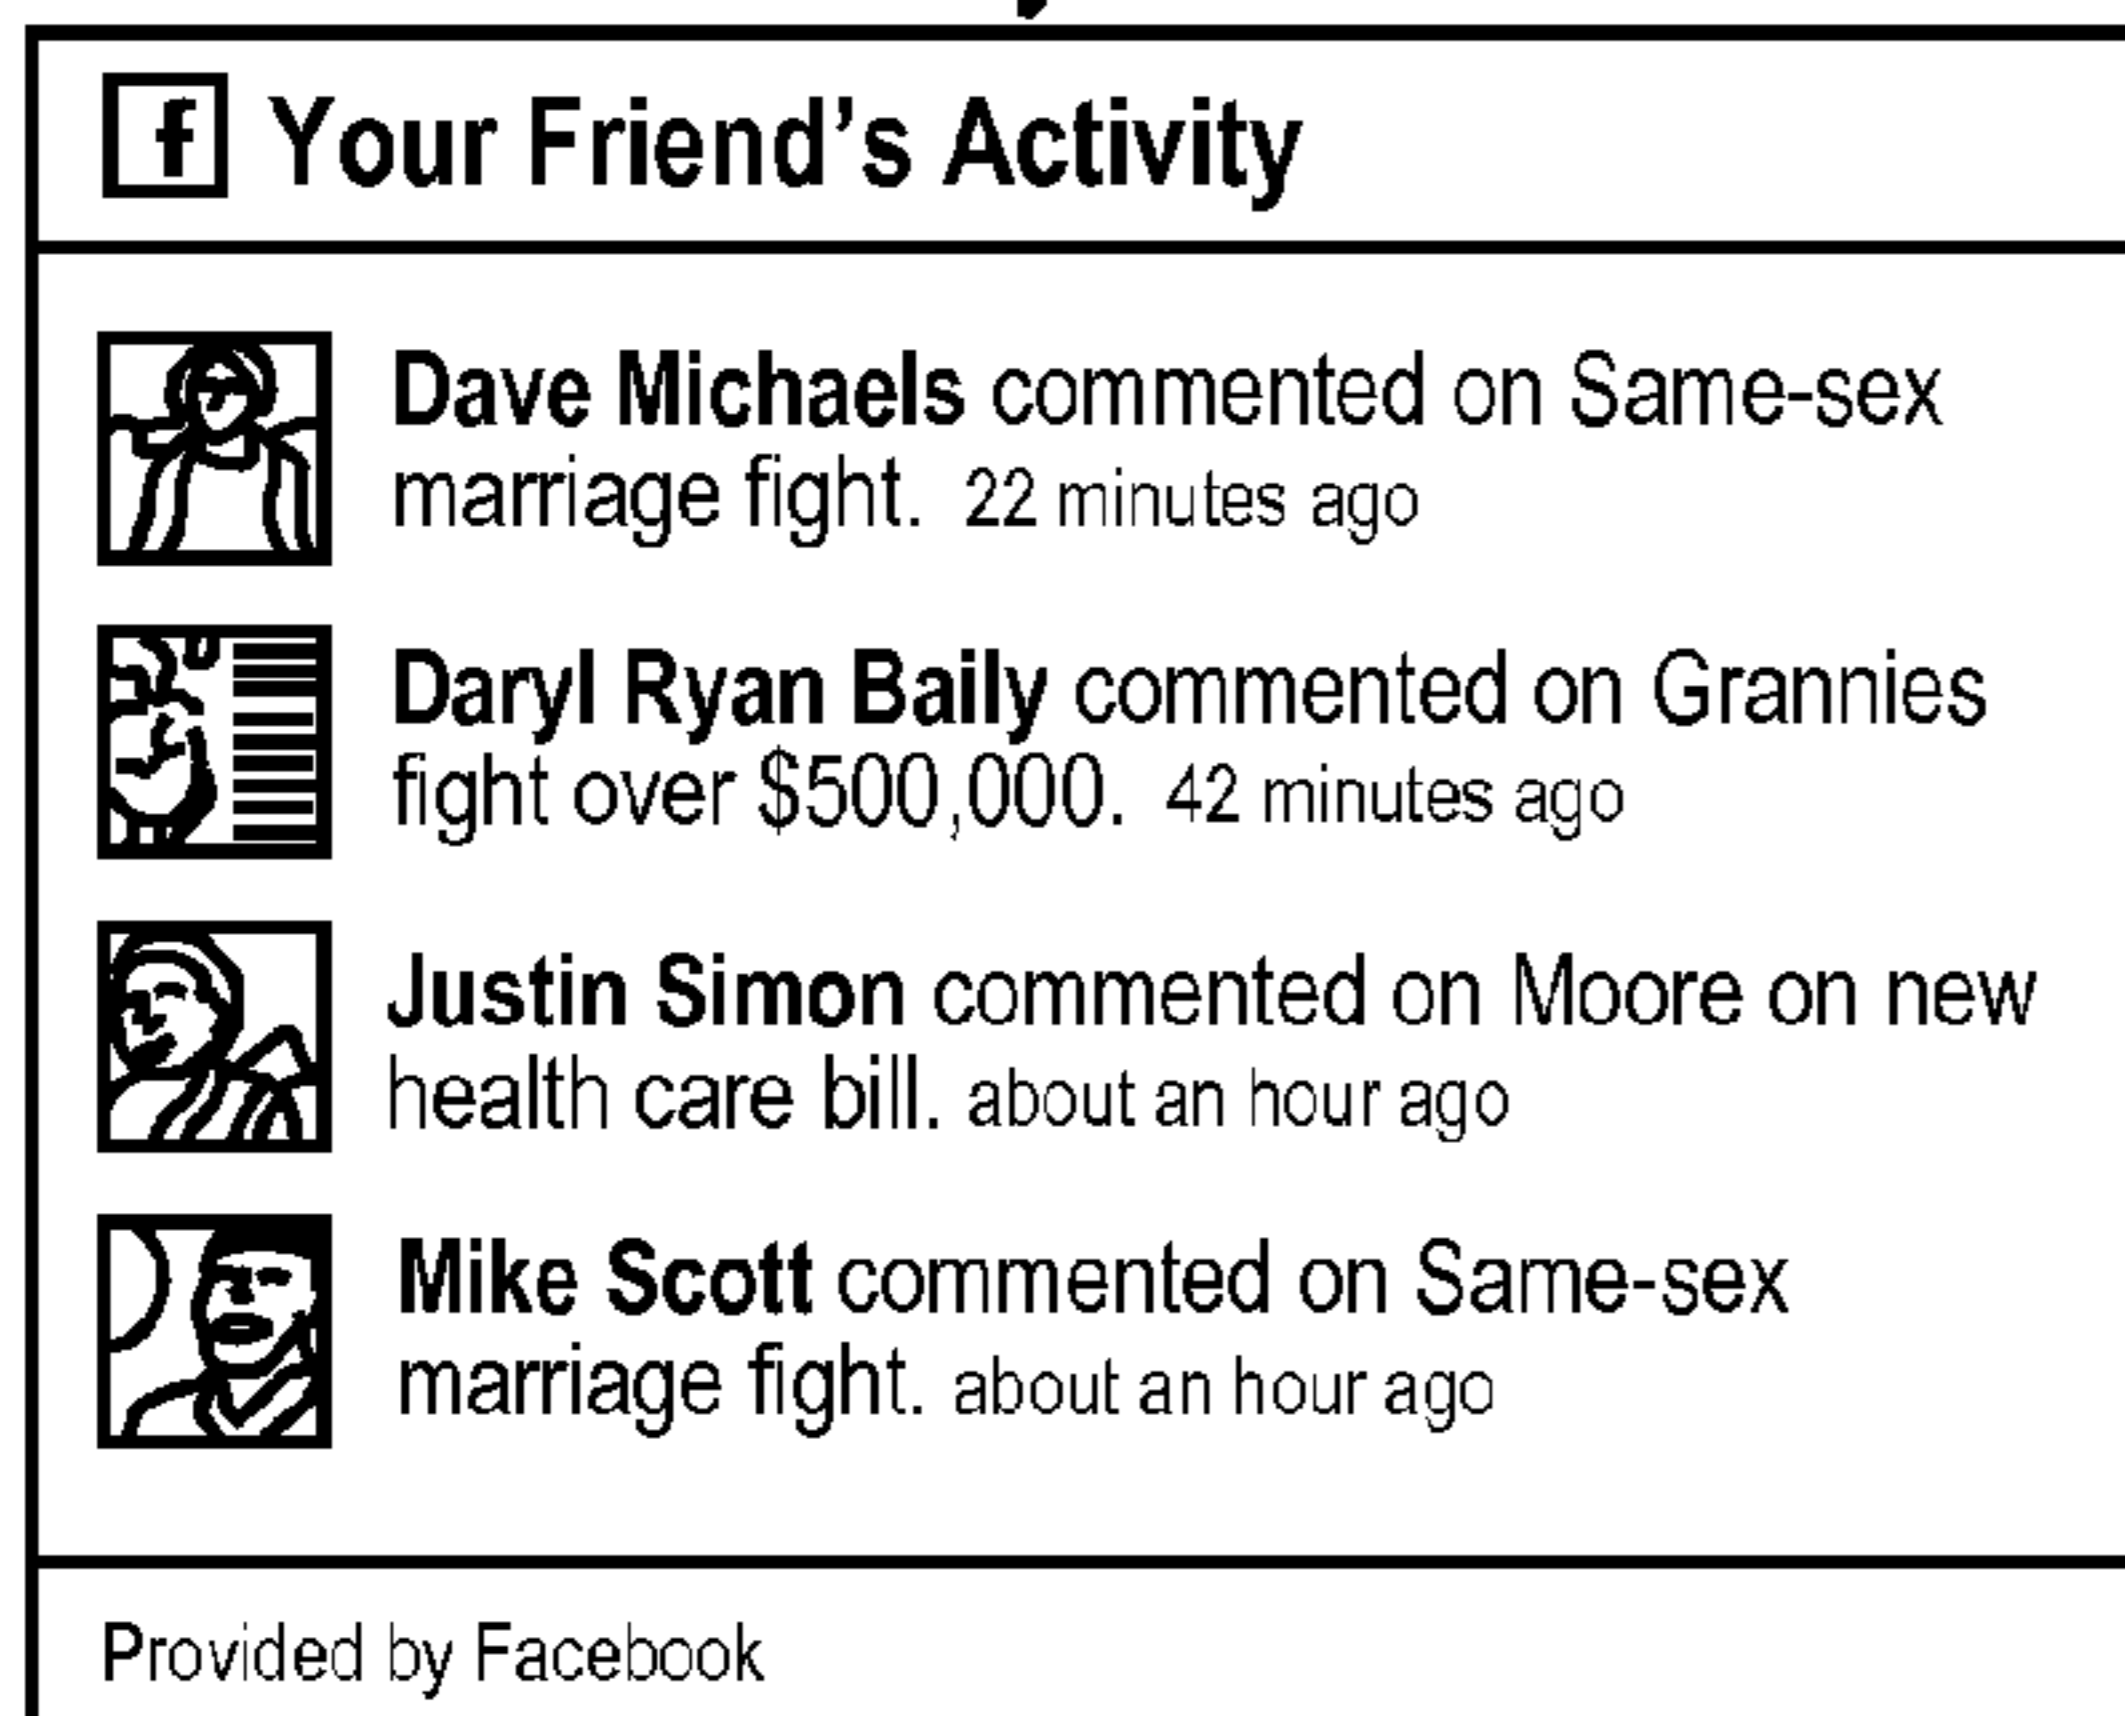 f Your Friend’s Activity
Dave Michaels commented on Same-sex
marriage fight. 22 minutes ago
Daryl Ryan Baily commented on Grannies
fight over $500,000. 42 minutes ago
Justin Simon commented on Moore on new
health care bill. about an hour ago
Mike Scott commented on Same-sex
marriage fight. about an hour ago
Provided by Facebook